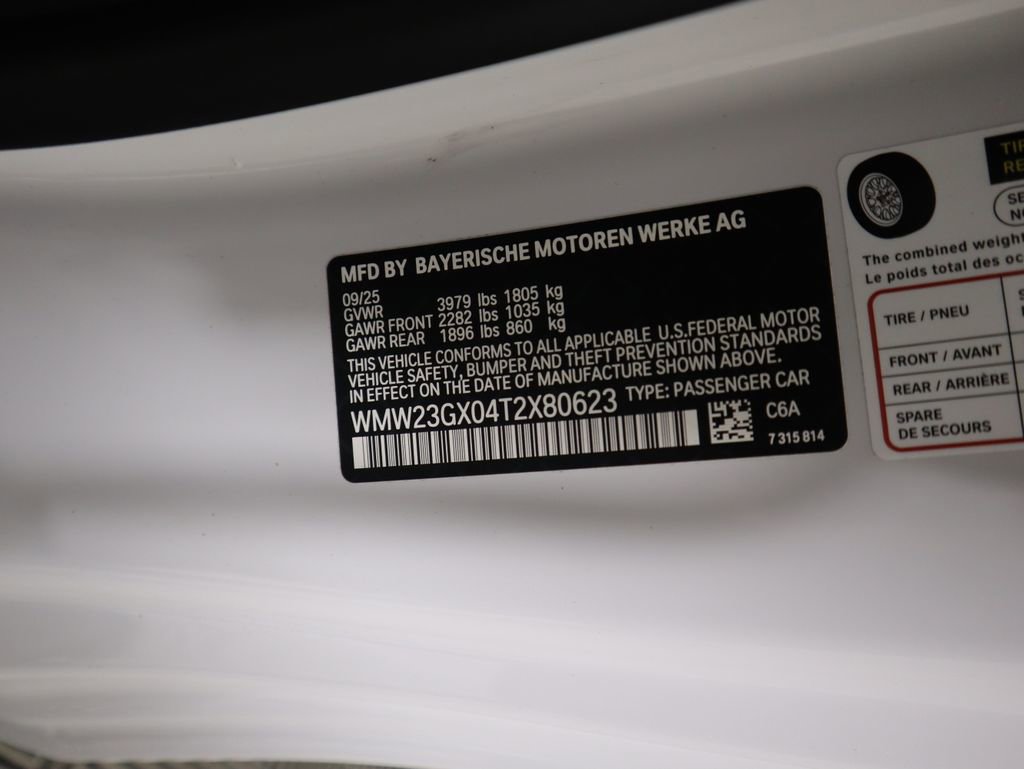 MFD BY BAYERISCHE MOTOREN WERKE AG
09/25
GVWR 3979 lbs 1805 kg
GAWR FRONT 2282 lbs 1035 kg
GAWR REAR 1896 lbs 860 kg
THIS VEHICLE CONFORMS TO ALL APPLICABLE U.S.FEDERAL MOTOR
VEHICLE SAFETY, BUMPER AND THEFT PREVENTION STANDARDS
IN EFFECT ON THE DATE OF MANUFACTURE SHOWN ABOVE.
WMW23GX04T2X80623 TYPE: PASSENGER CAR
C6A
7 315 814
The combined weight
Le poids total des
TIRE / PNEU
FRONT / AVANT
REAR / ARRIÈRE
SPARE
DE SECOURS